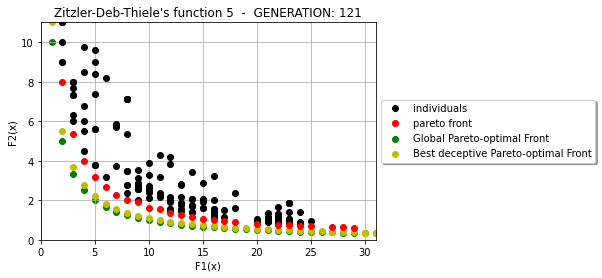 Zitzler-Deb-Thiele's function 5 - GENERATION: 121
10
8
6
4
2
0
F2(x)
0 5 10 15 20 25 30
F1(x)
individuals
pareto front
Global Pareto-optimal Front
Best deceptive Pareto-optimal Front